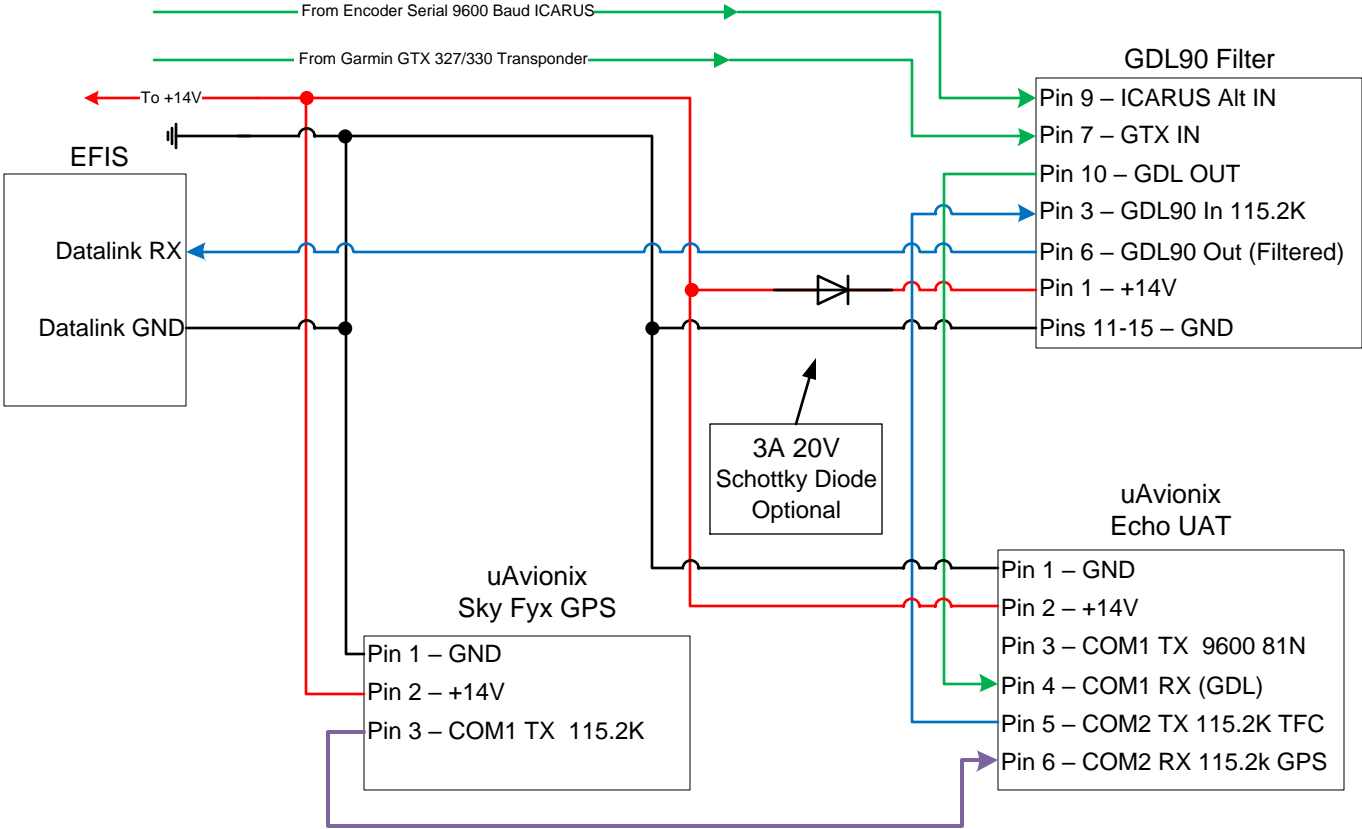 From Encoder Serial 9600 Baud ICARUS
From Garmin GTX 327/330 Transponder
To +14V
GDL90 Filter
Pin 9 – ICARUS Alt IN
Pin 7 – GTX IN
Pin 10 – GDL OUT
Pin 3 – GDL90 In 115.2K
Pin 6 – GDL90 Out (Filtered)
Pin 1 – +14V
Pins 11-15 – GND
EFIS
Datalink RX
Datalink GND
3A 20V
Schottky Diode
Optional
uAvionix
Sky Fyx GPS
Pin 1 – GND
Pin 2 – +14V
Pin 3 – COM1 TX  115.2K
uAvionix
Echo UAT
Pin 1 – GND
Pin 2 – +14V
Pin 3 – COM1 TX  9600 81N
Pin 4 – COM1 RX (GDL)
Pin 5 – COM2 TX 115.2K TFC
Pin 6 – COM2 RX 115.2k GPS